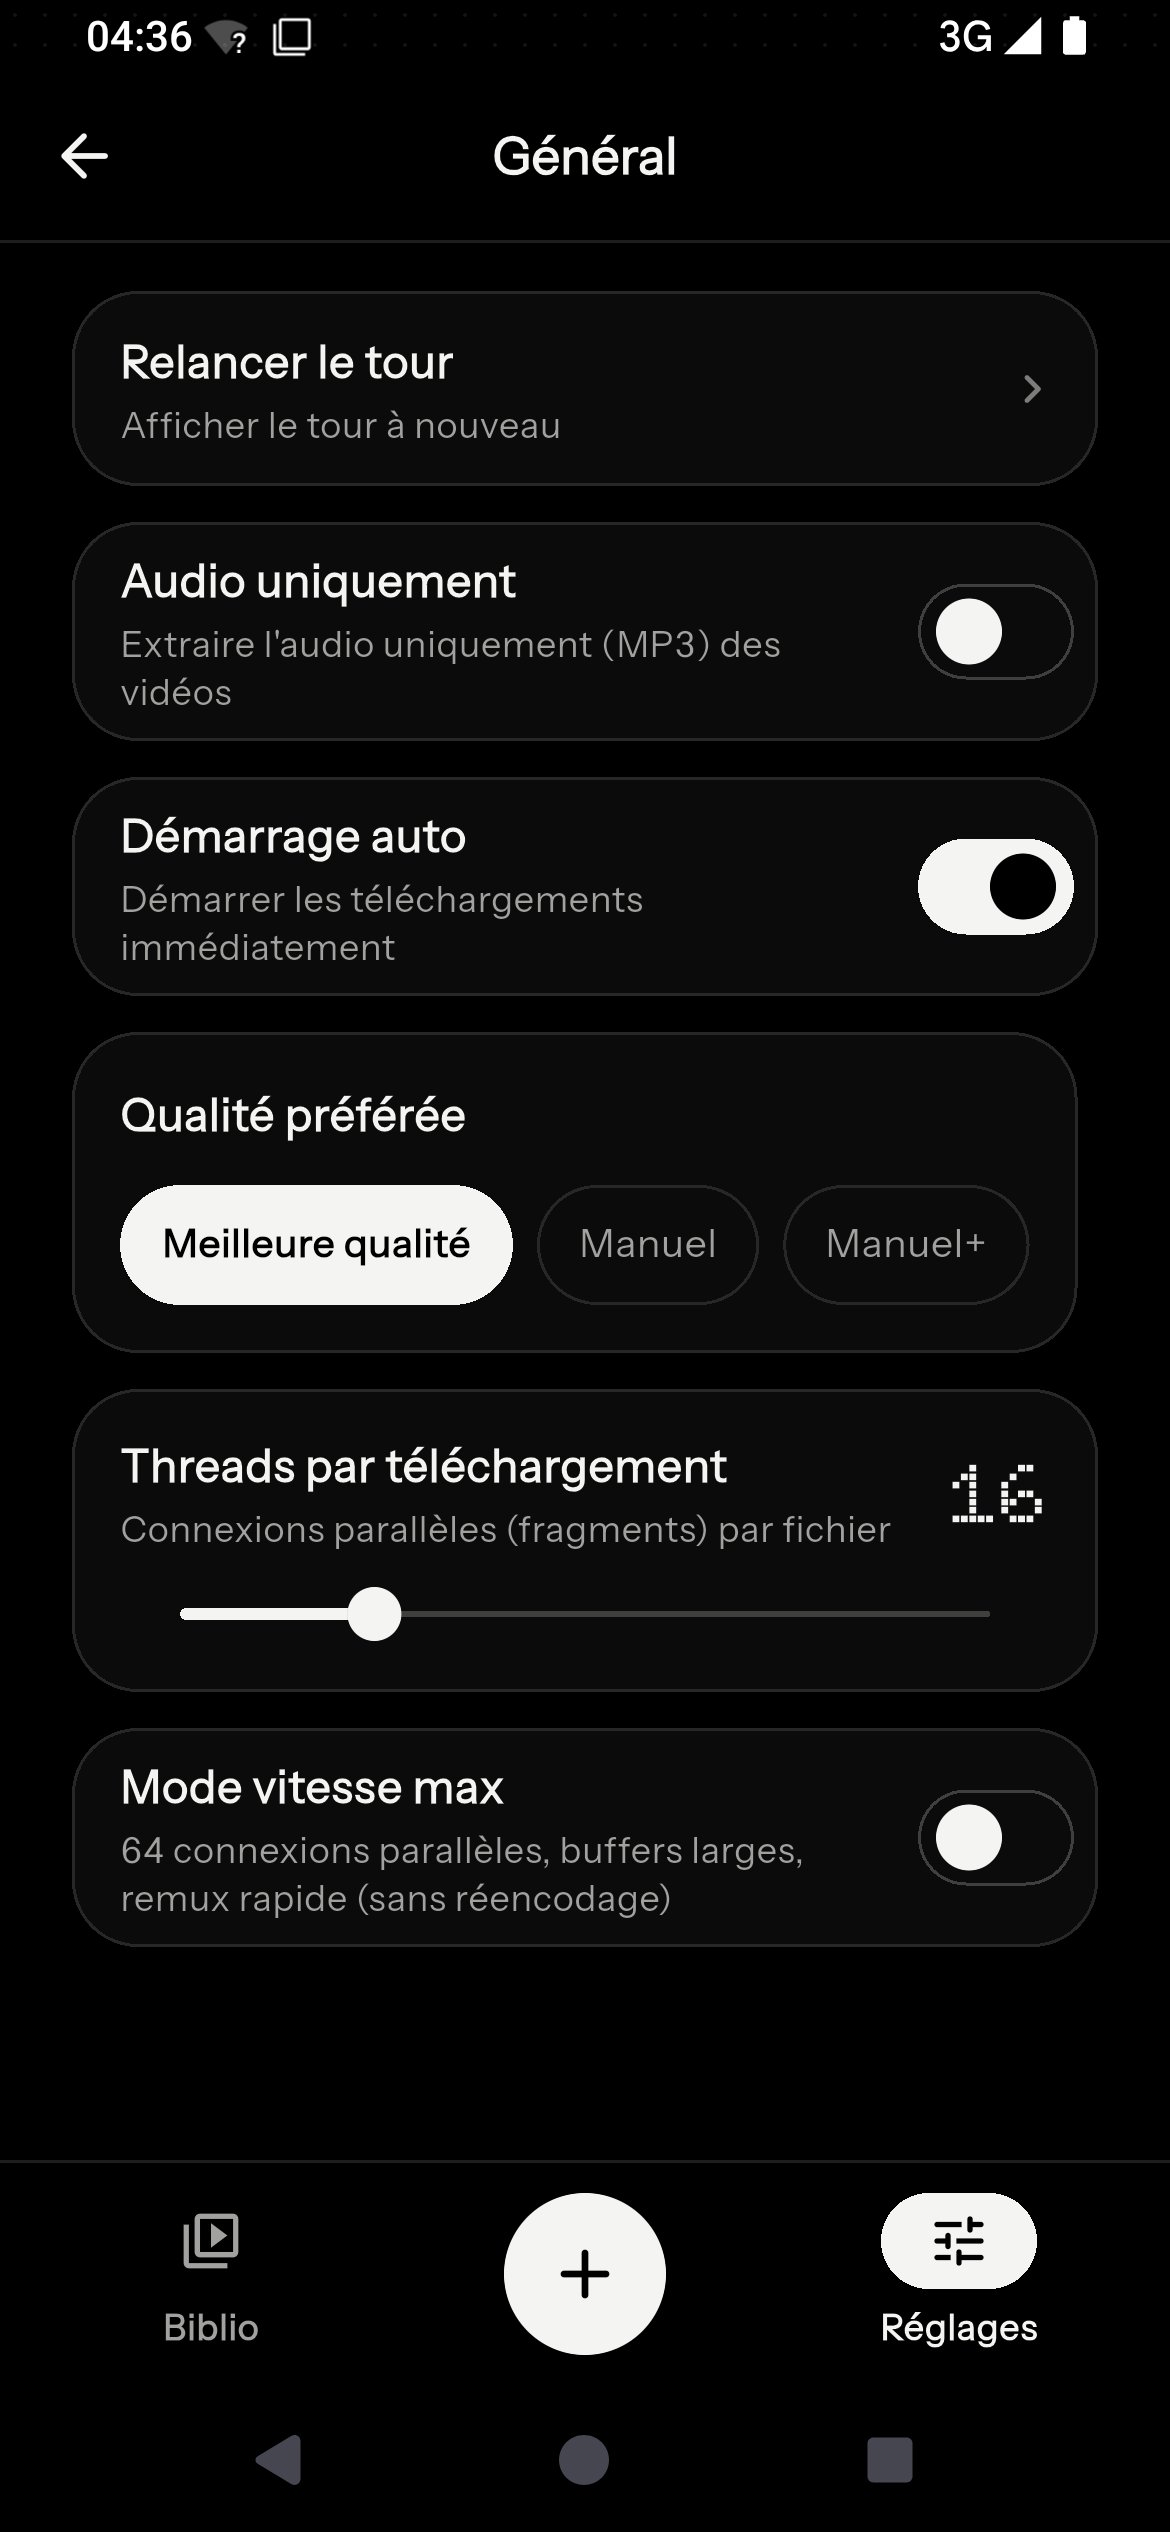 04:36
3G
Général
Relancer le tour
Afficher le tour à nouveau
Audio uniquement
Extraire l'audio uniquement (MP3) des
vidéos
Démarrage auto
Démarrer les téléchargements
immédiatement
Qualité préférée
Meilleure qualité
Manuel
Manuel+
Threads par téléchargement
16
Connexions parallèles (fragments) par fichier
Mode vitesse max
64 connexions parallèles, buffers larges,
remux rapide (sans réencodage)
Biblio
Réglages